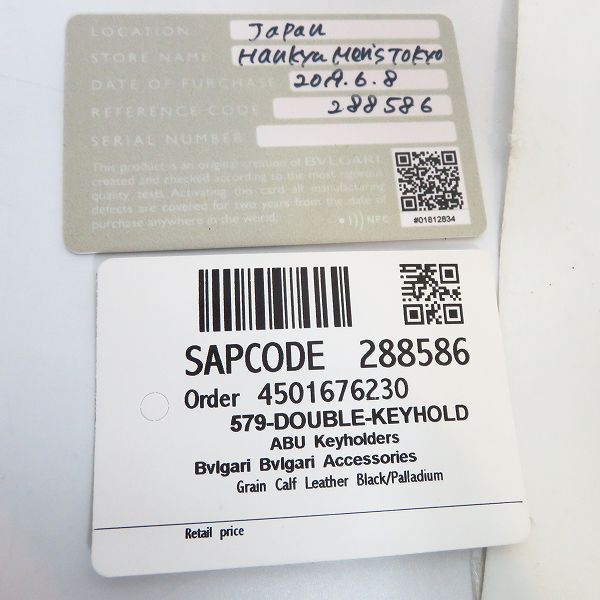 LOCATION Japan
STORE NAME Hankyu Men's TOKYO
DATE OF PURCHASE 2019.6.8
REFERENCE CODE 288586
SERIAL NUMBER
This product is an original creation of BVLGARI
created and checked according to the most rigorous
quality tests. Activating this card all manufacturing
defects are covered for two years from the date of
purchase anywhere in the world.
NFC
#01812834
SAPCODE 288586
Order 4501676230
579-DOUBLE-KEYHOLD
ABU Keyholders
Bvlgari Bvlgari Accessories
Grain Calf Leather Black/Palladium
Retail price